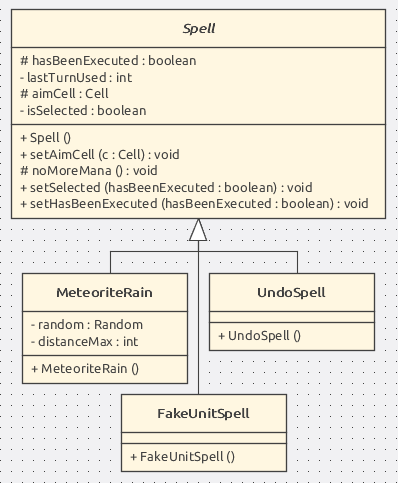 Spell
# hasBeenExecuted : boolean
- lastTurnUsed : int
# aimCell : Cell
- isSelected : boolean
+ Spell ()
+ setAimCell (c : Cell) : void
# noMoreMana () : void
+ setSelected (hasBeenExecuted : boolean) : void
+ setHasBeenExecuted (hasBeenExecuted : boolean) : void
MeteoriteRain
- random : Random
- distanceMax : int
+ MeteoriteRain ()
UndoSpell
+ UndoSpell ()
FakeUnitSpell
+ FakeUnitSpell ()